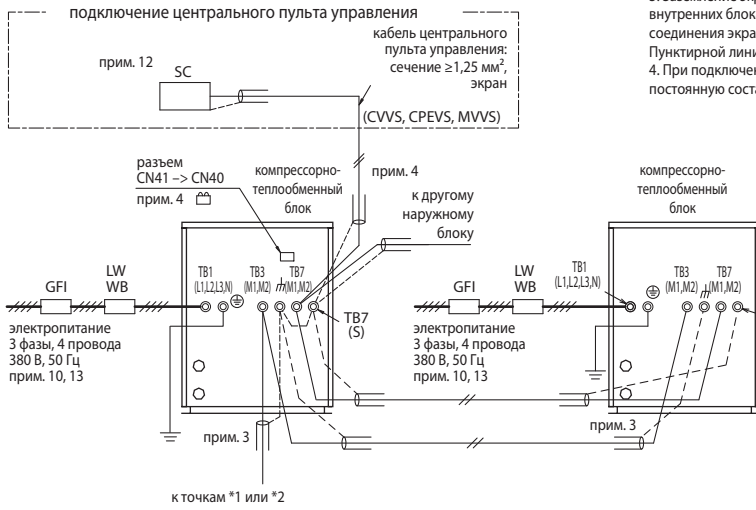 подключение центрального пульта управления
прим. 12
SC
кабель центрального
пульта управления:
сечение ≥1,25 мм²,
экран
(CVVS, CPEVS, MVVS)
внутренних блок
соединения экра
Пунктирной лини
4. При подключен
постоянную соста
разъем
CN41 –> CN40
прим. 4
компрессорно-
теплообменный
блок
прим. 4
к другому
наружному
блоку
компрессорно-
теплообменный
блок
GFI
LW
WB
TB1
(L1,L2,L3,N)
TB3
(M1,M2)
TB7
(M1,M2)
TB7
(S)
электропитание
3 фазы, 4 провода
380 В, 50 Гц
прим. 10, 13
GFI
LW
WB
TB1
(L1,L2,L3,N)
TB3
(M1,M2)
TB7
(M1,M2)
электропитание
3 фазы, 4 провода
380 В, 50 Гц
прим. 10, 13
прим. 3
прим. 3
к точкам *1 или *2